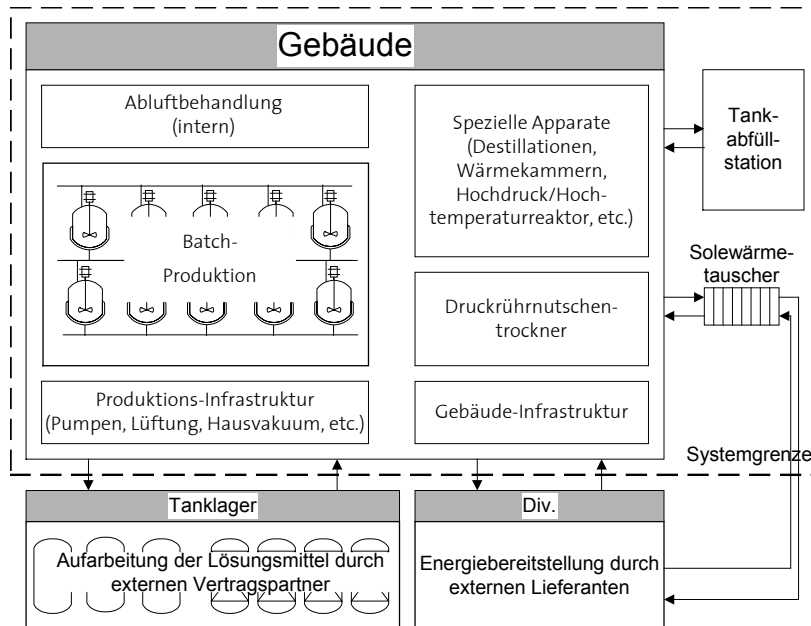 Gebäude
Abluftbehandlung
(intern)
Batch-
Produktion
Produktions-Infrastruktur
(Pumpen, Lüftung, Hausvakuum, etc.)
Spezielle Apparate
(Destillationen,
Wärmekammern,
Hochdruck/Hoch-
temperaturreaktor, etc.)
Druckrührnutschen-
trockner
Gebäude-Infrastruktur
Tank-
abfüll-
station
Solewärme-
tauscher
Systemgrenze
Tanklager
Aufarbeitung der Lösungsmittel durch
externen Vertragspartner
Div.
Energiebereitstellung durch
externen Lieferanten